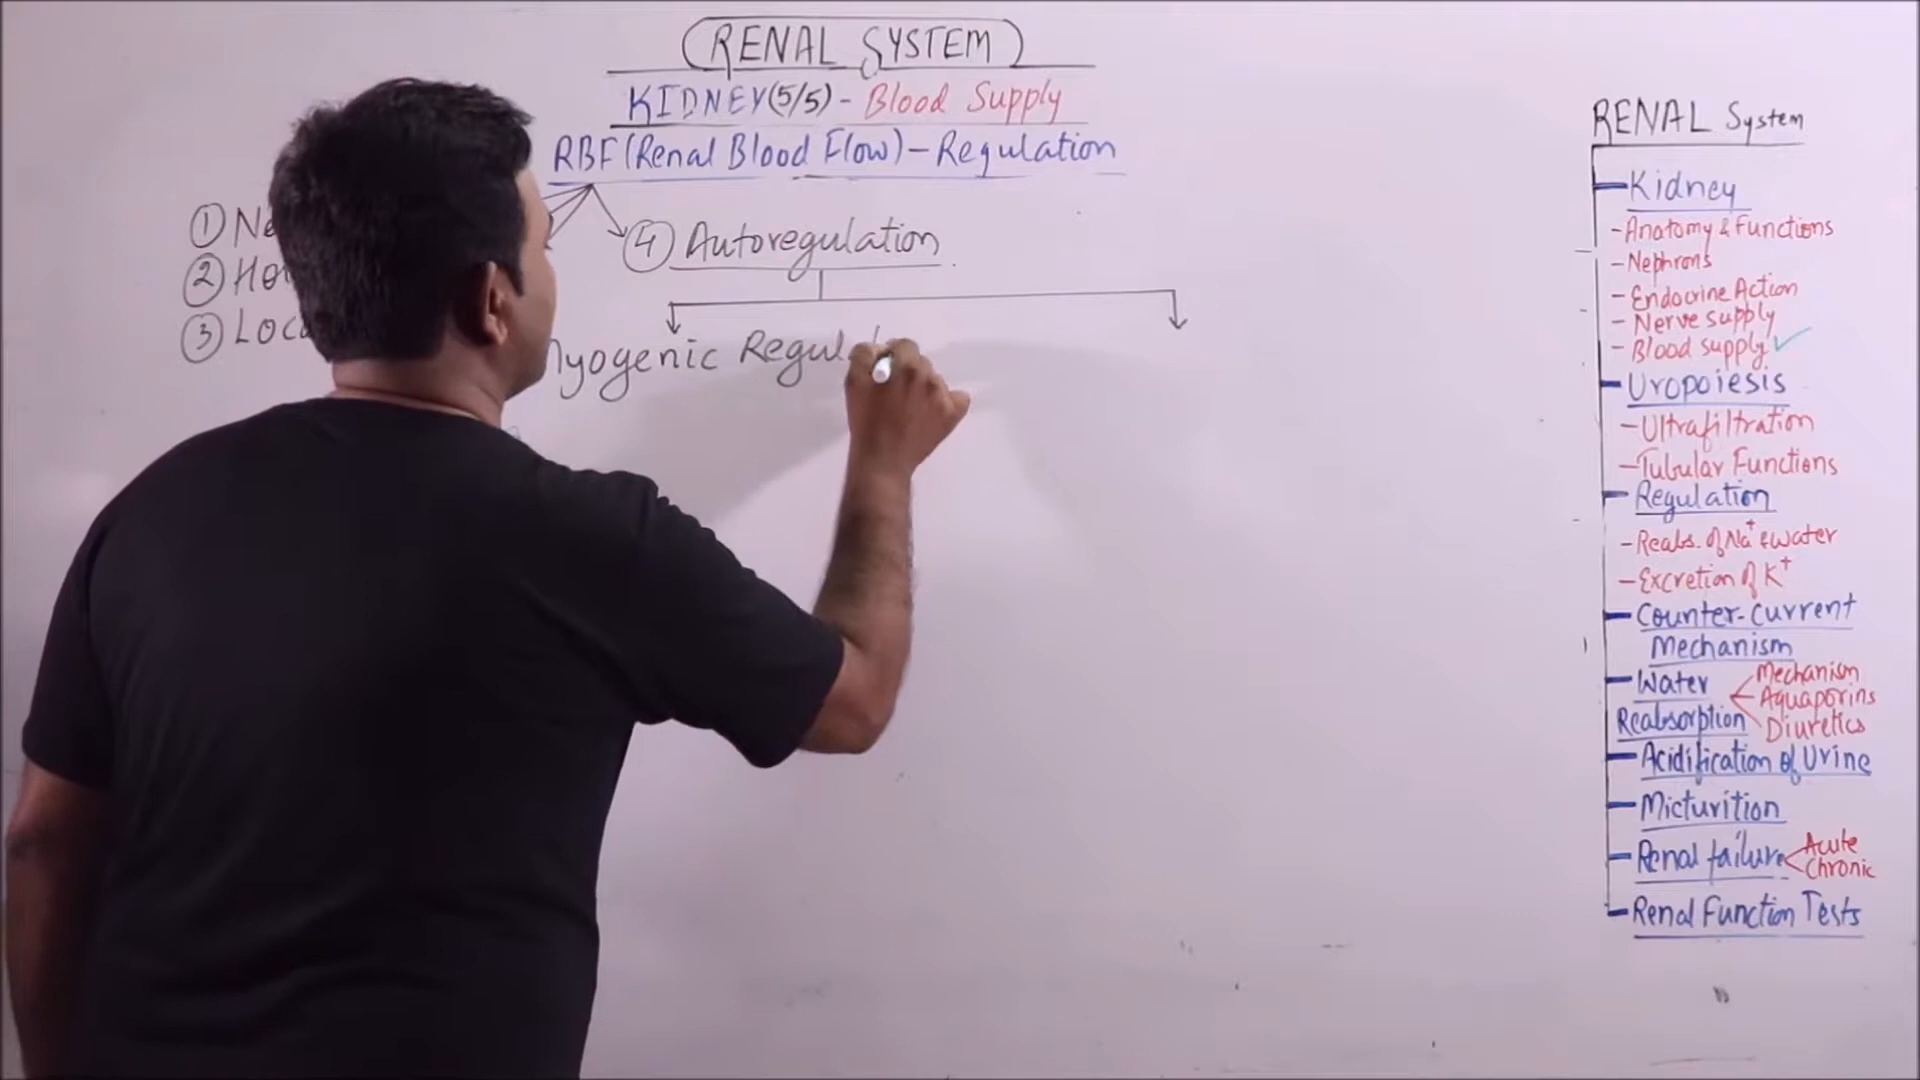 RENAL SYSTEM
KIDNEY(5/5) - Blood Supply
RBF(Renal Blood Flow) - Regulation
①
②
③
④ Autoregulation
Regul
RENAL System
Kidney
- Anatomy & Functions
- Nephrons
- Endocrine Action
- Nerve supply
- Blood supply ✓
Uropoiesis
- Ultrafiltration
- Tubular Functions
Regulation
- Reabs. of Na⁺ & water
- Excretion of K⁺
Counter-current
Mechanism
Water
Reabsorption
Mechanism
Aquaporins
Diuretics
Acidification of Urine
Micturition
Renal failure
Acute
Chronic
Renal Function Tests